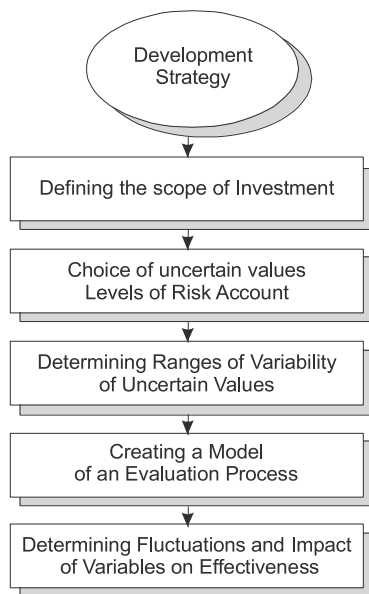 Development
Strategy
Defining the scope of Investment
Choice of uncertain values
Levels of Risk Account
Determining Ranges of Variability
of Uncertain Values
Creating a Model
of an Evaluation Process
Determining Fluctuations and Impact
of Variables on Effectiveness